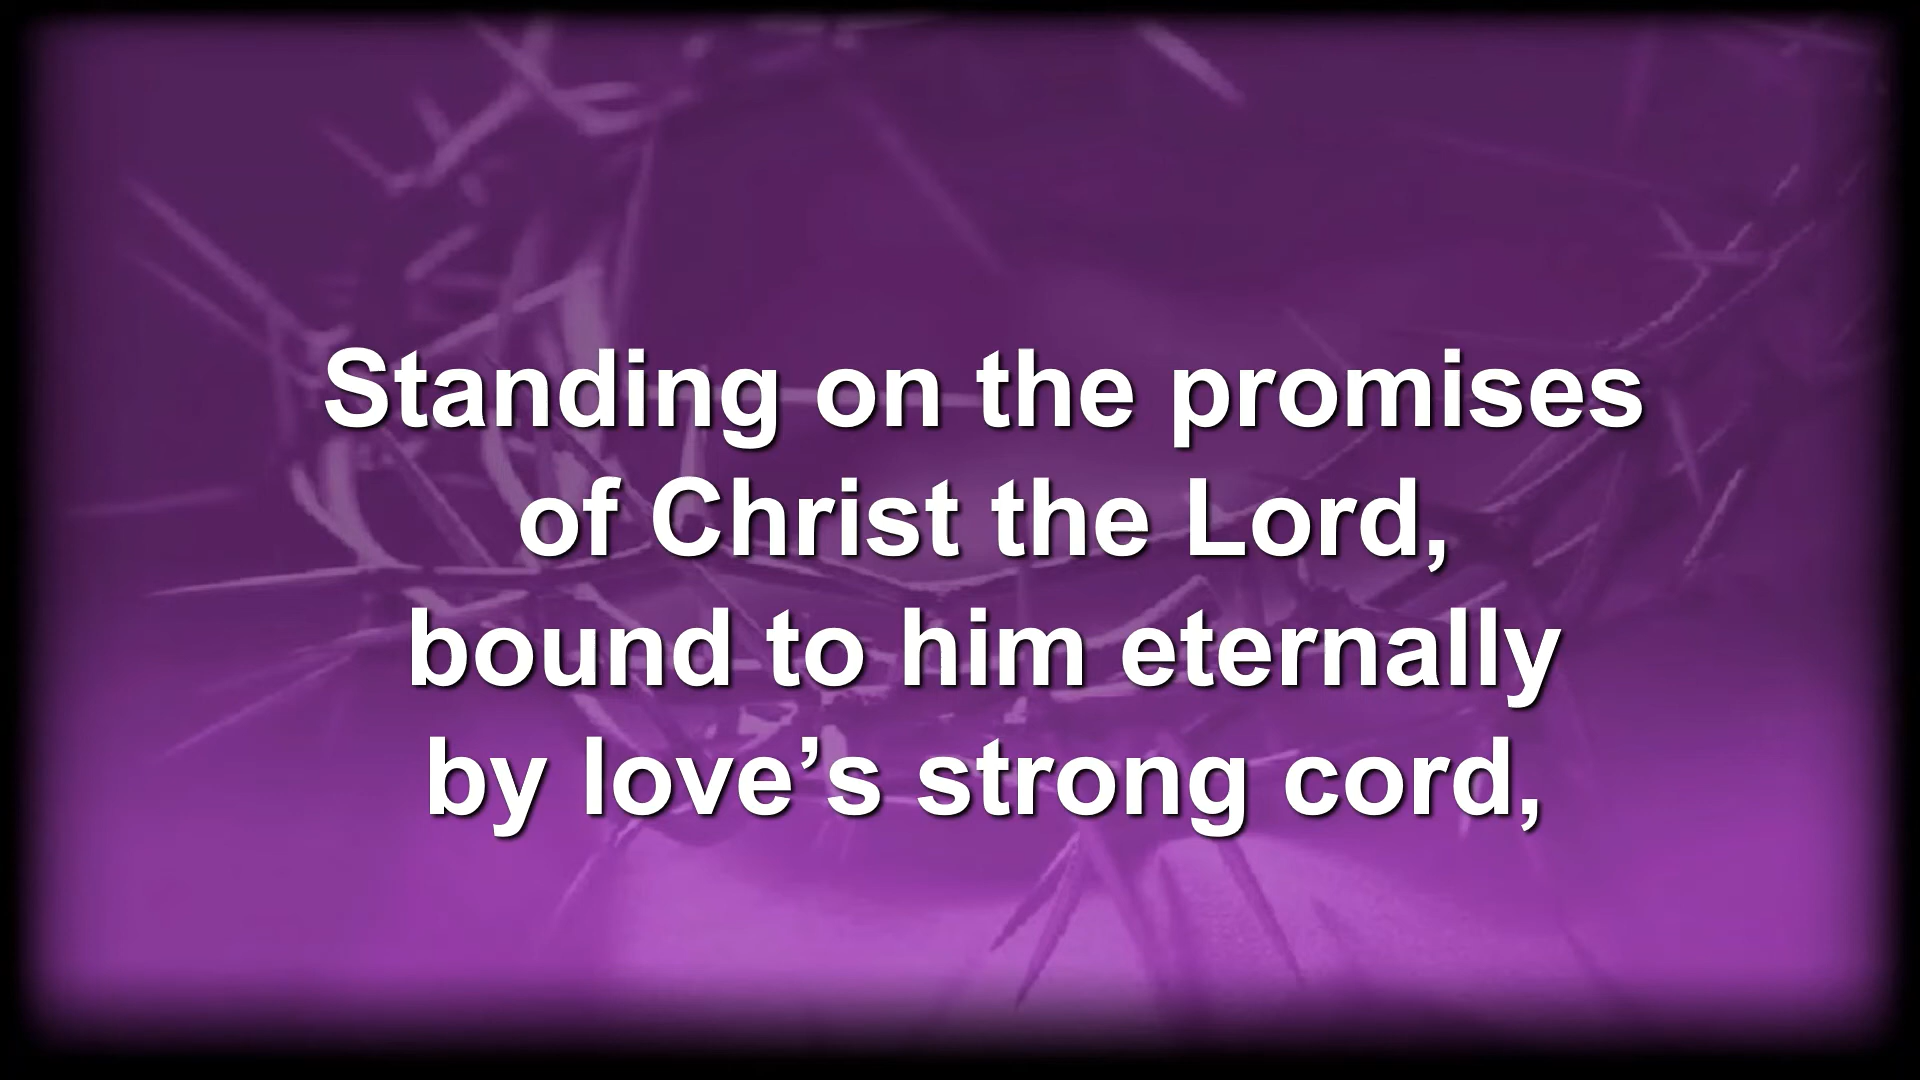 Standing on the promises
of Christ the Lord,
bound to him eternally
by love’s strong cord,